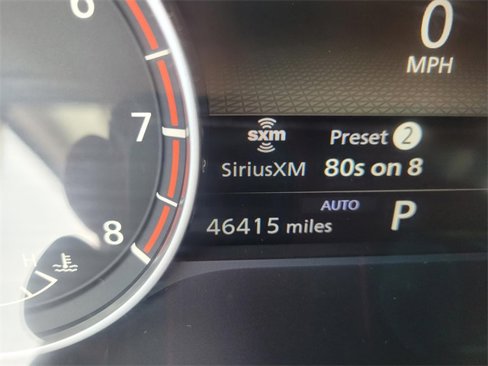 6
0
MPH
7
sxm Preset 2
SiriusXM 80s on 8
AUTO
46415 miles P
8
H